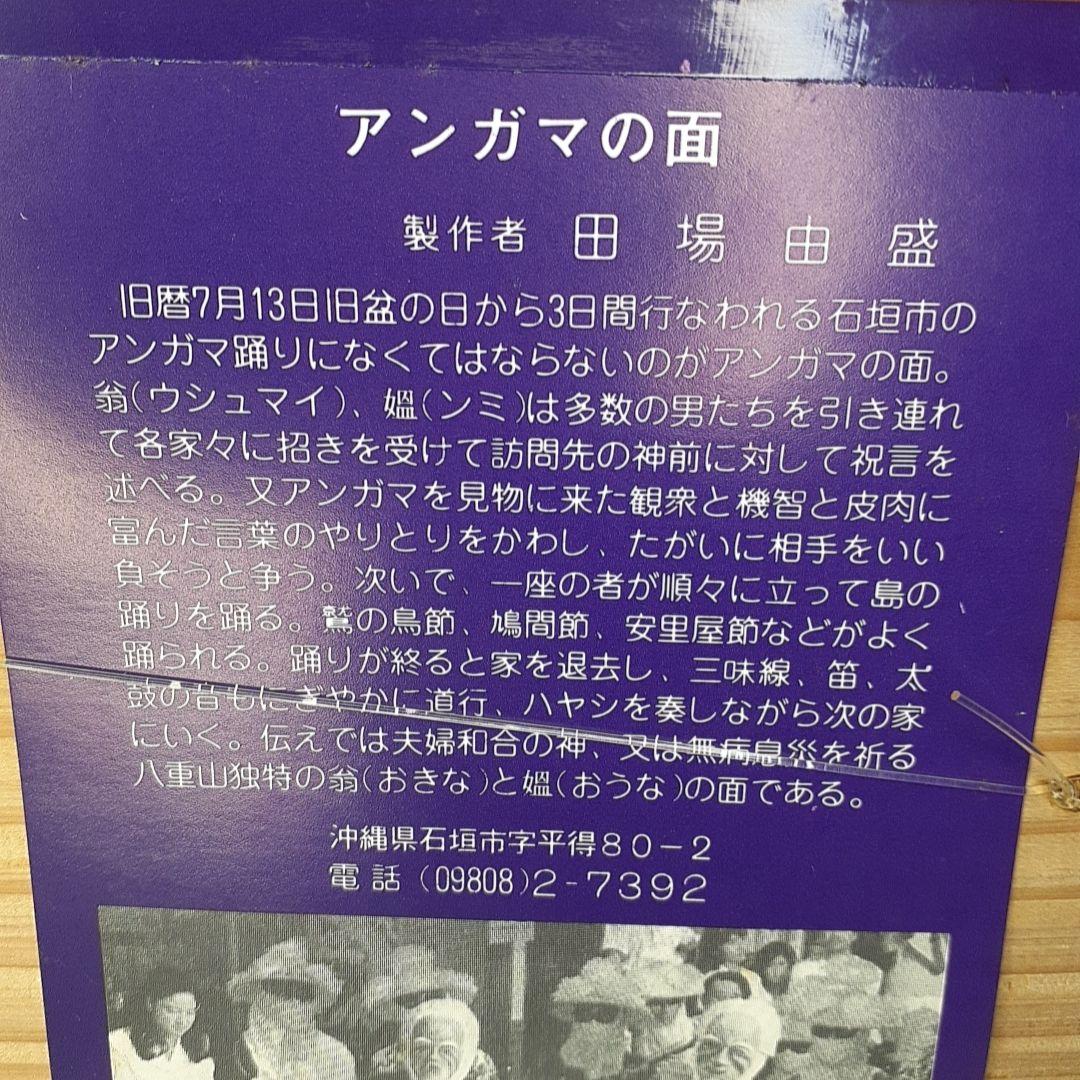 アンガマの面
製作者 田場由盛
旧暦7月13日旧盆の日から3日間行なわれる石垣市の
アンガマ踊りになくてはならないのがアンガマの面。
翁(ウシュマイ)、媼(ンミ)は多数の男たちを引き連れ
て各家々に招きを受けて訪問先の神前に対して祝言を
述べる。又アンガマを見物に来た観衆と機智と皮肉に
富んだ言葉のやりとりをかわし、たがいに相手をいい
負そうと争う。次いで、一座の者が順々に立って島の
踊りを踊る。鷲の鳥節、鳩間節、安里屋節などがよく
踊られる。踊りが終ると家を退去し、三味線、笛、太
鼓の音もにぎやかに道行、ハヤシを奏しながら次の家
にいく。伝えでは夫婦和合の神、又は無病息災を祈る
八重山独特の翁(おきな)と媼(おうな)の面である。
沖縄県石垣市字平得80-2
電話(09808)2-7392